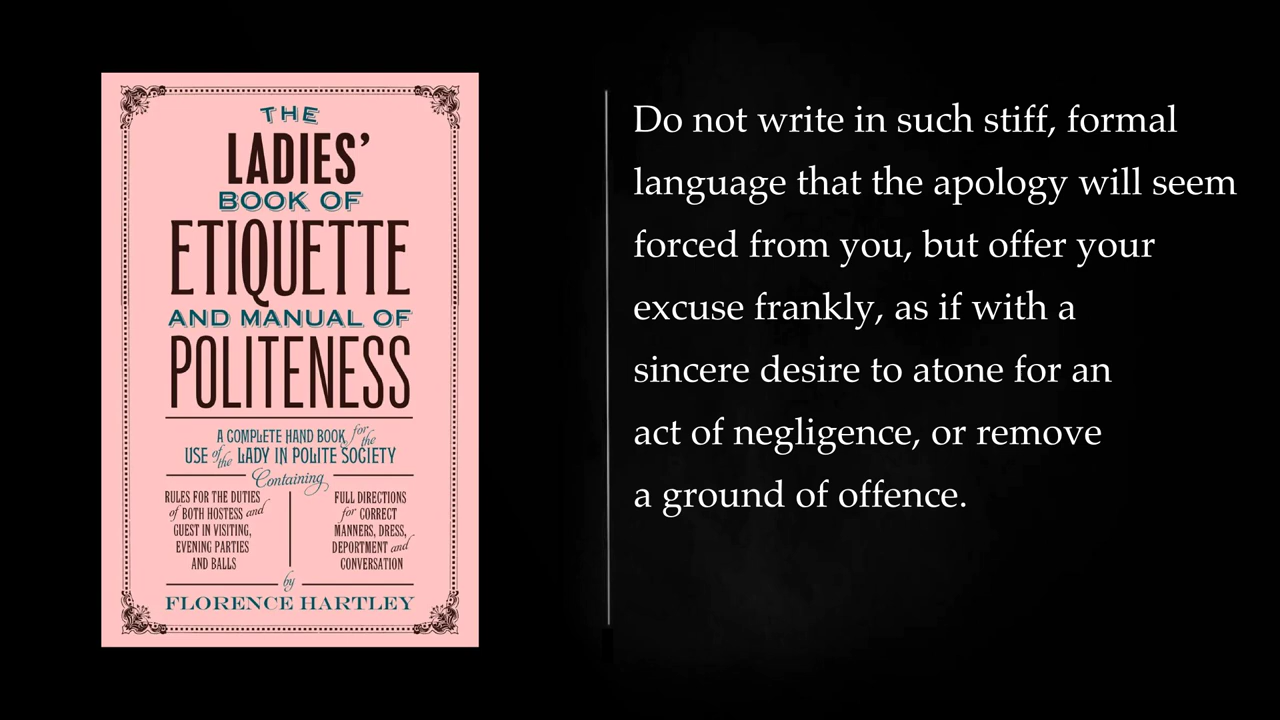 THE
LADIES'
BOOK OF
ETIQUETTE
AND MANUAL OF
POLITENESS
A COMPLETE HAND BOOK for the
USE of the LADY IN POLITE SOCIETY
Containing
RULES FOR THE DUTIES
of BOTH HOSTESS and
GUEST IN VISITING,
EVENING PARTIES
AND BALLS
FULL DIRECTIONS
for CORRECT
MANNERS, DRESS,
DEPORTMENT and
CONVERSATION
by
FLORENCE HARTLEY
Do not write in such stiff, formal
language that the apology will seem
forced from you, but offer your
excuse frankly, as if with a
sincere desire to atone for an
act of negligence, or remove
a ground of offence.